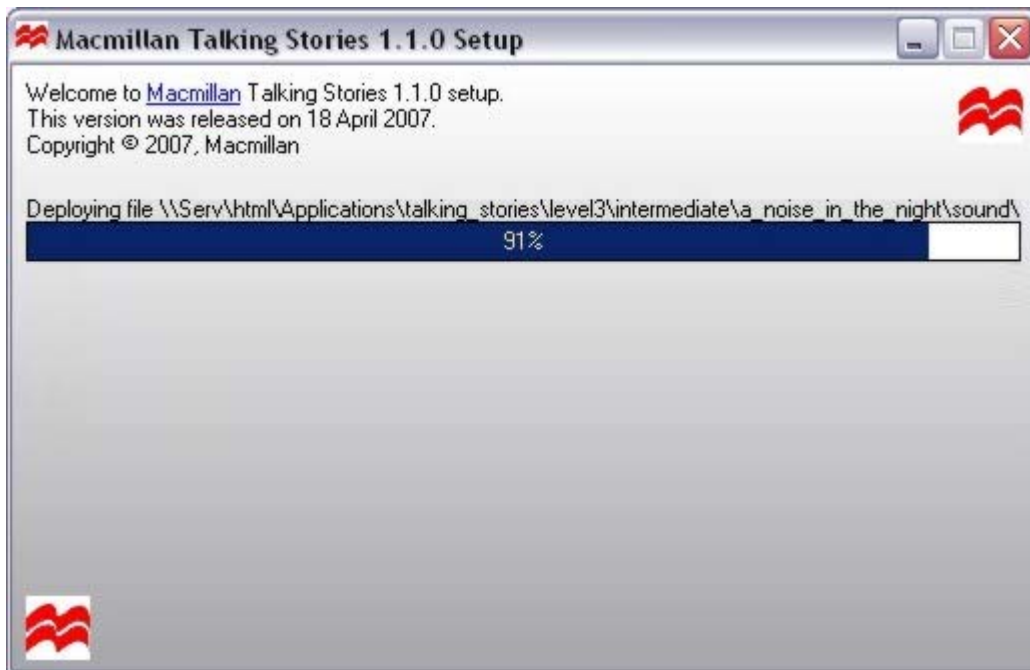 Macmillan Talking Stories 1.1.0 Setup
Welcome to Macmillan Talking Stories 1.1.0 setup.
This version was released on 18 April 2007.
Copyright © 2007, Macmillan
Deploying file \\Serv\html\Applications\talking_stories\level3\intermediate\a_noise_in_the_night\sound\
91%